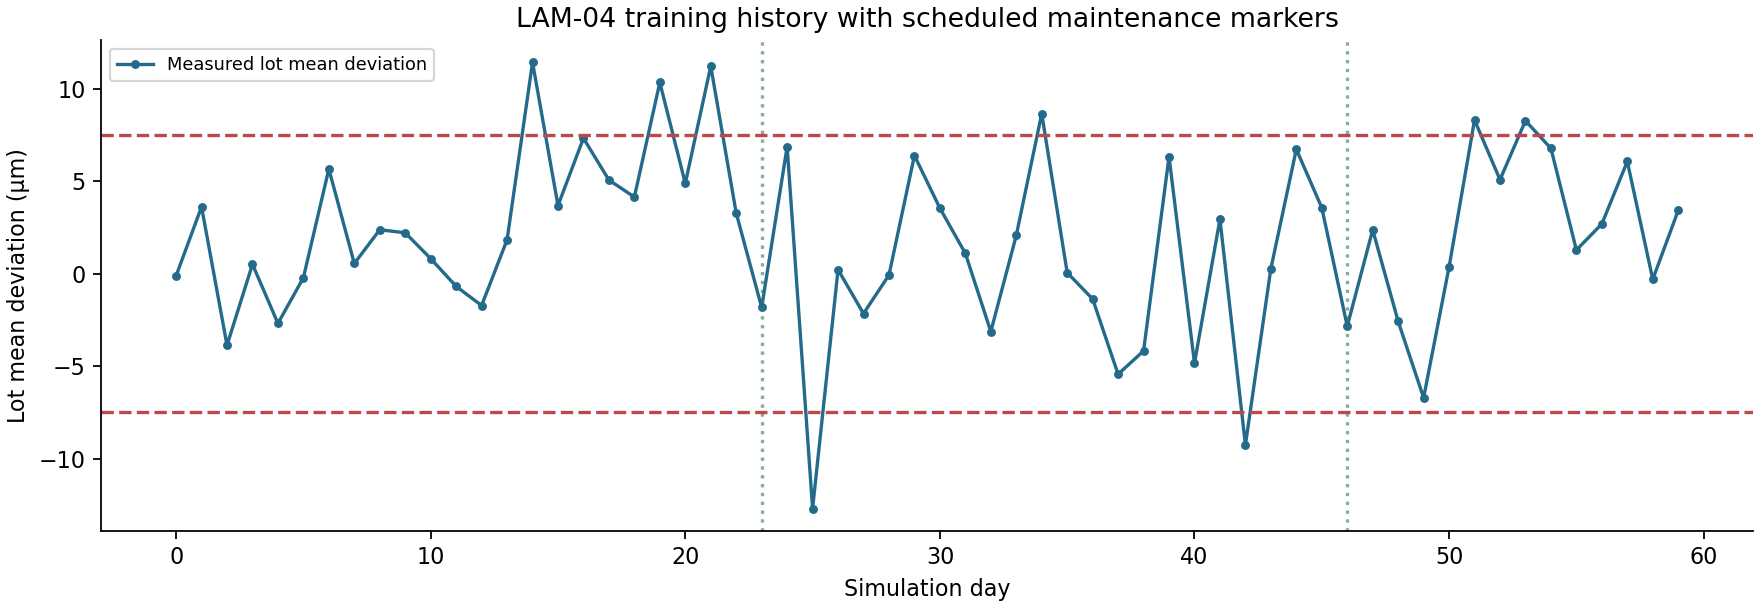 LAM-04 training history with scheduled maintenance markers
Measured lot mean deviation
Lot mean deviation (µm)
10
5
0
−5
−10
0 10 20 30 40 50 60
Simulation day